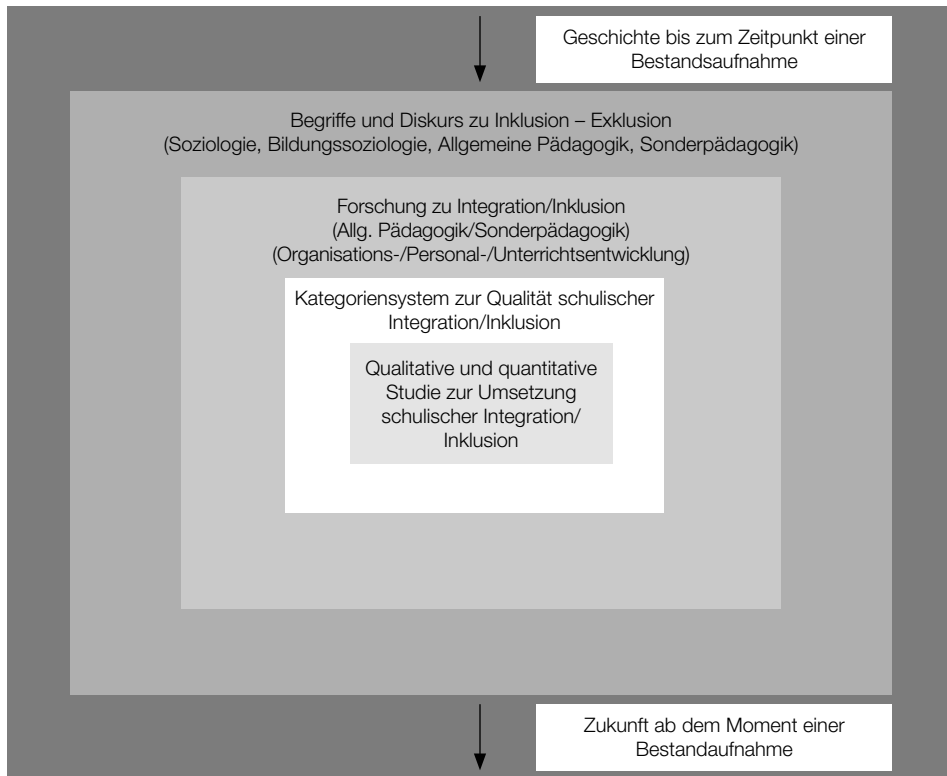 Geschichte bis zum Zeitpunkt einer
Bestandsaufnahme
Begriffe und Diskurs zu Inklusion – Exklusion
(Soziologie, Bildungssoziologie, Allgemeine Pädagogik, Sonderpädagogik)
Forschung zu Integration/Inklusion
(Allg. Pädagogik/Sonderpädagogik)
(Organisations-/Personal-/Unterrichtsentwicklung)
Kategoriensystem zur Qualität schulischer
Integration/Inklusion
Qualitative und quantitative
Studie zur Umsetzung
schulischer Integration/
Inklusion
Zukunft ab dem Moment einer
Bestandaufnahme